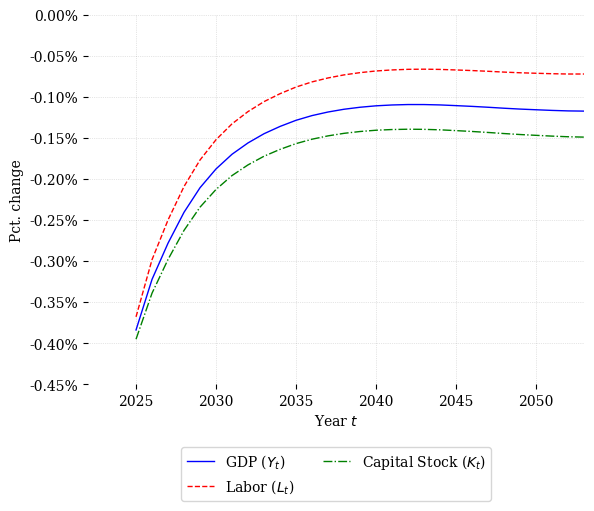 0.00%
-0.05%
-0.10%
-0.15%
-0.20%
-0.25%
-0.30%
-0.35%
-0.40%
-0.45%
Pct. change
2025 2030 2035 2040 2045 2050
Year t
GDP (Yₜ) Capital Stock (Kₜ)
Labor (Lₜ)